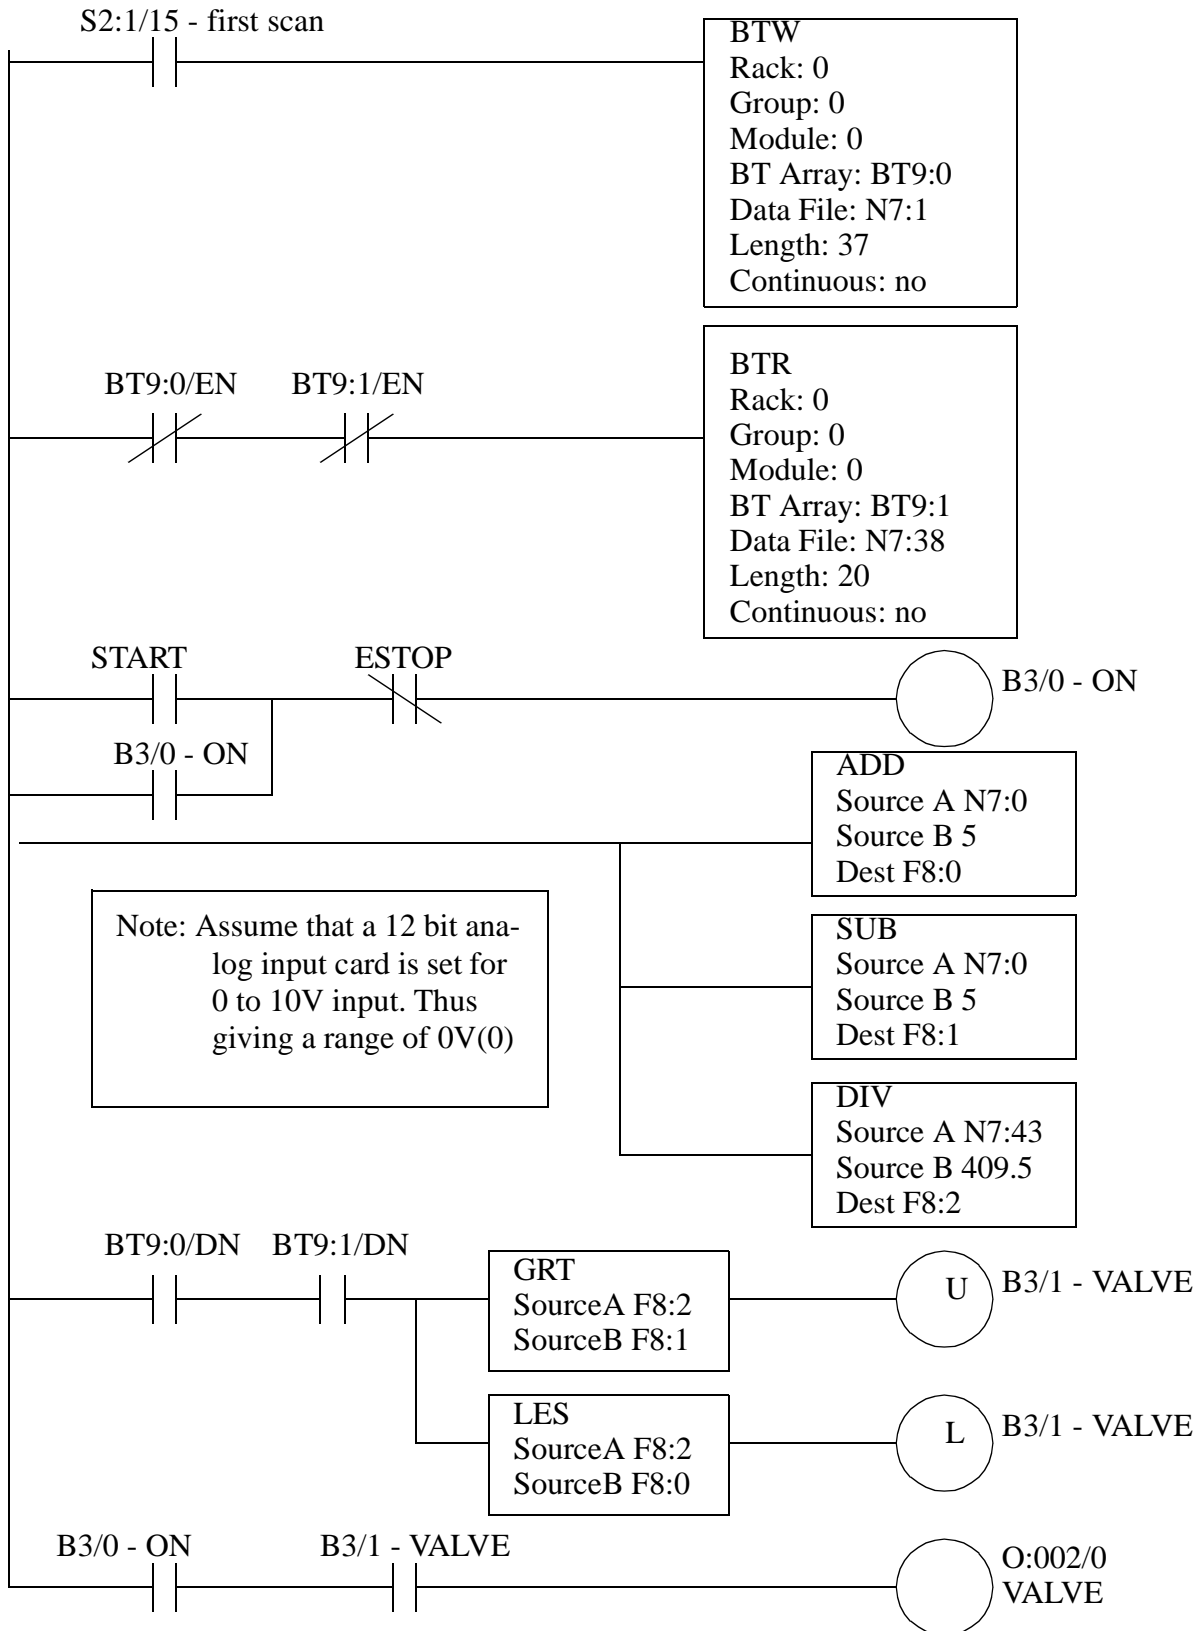 S2:1/15 - first scan
BTW
Rack: 0
Group: 0
Module: 0
BT Array: BT9:0
Data File: N7:1
Length: 37
Continuous: no
BT9:0/EN
BT9:1/EN
BTR
Rack: 0
Group: 0
Module: 0
BT Array: BT9:1
Data File: N7:38
Length: 20
Continuous: no
START
ESTOP
B3/0 - ON
B3/0 - ON
ADD
Source A N7:0
Source B 5
Dest F8:0
Note: Assume that a 12 bit ana-
log input card is set for
0 to 10V input. Thus
giving a range of 0V(0)
SUB
Source A N7:0
Source B 5
Dest F8:1
DIV
Source A N7:43
Source B 409.5
Dest F8:2
BT9:0/DN
BT9:1/DN
GRT
SourceA F8:2
SourceB F8:1
U
B3/1 - VALVE
LES
SourceA F8:2
SourceB F8:0
L
B3/1 - VALVE
B3/0 - ON
B3/1 - VALVE
O:002/0
VALVE